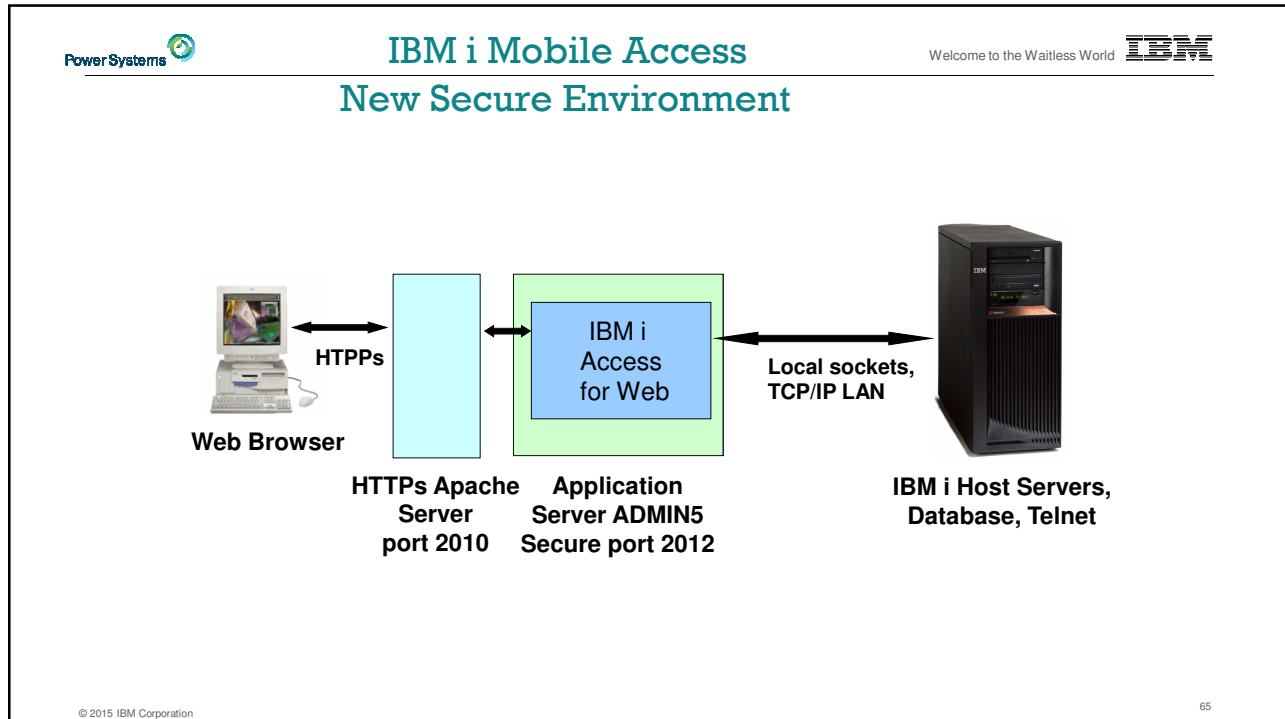 Power Systems
IBM i Mobile Access
New Secure Environment
Welcome to the Waitless World
IBM
HTPPs
IBM i
Access
for Web
Local sockets,
TCP/IP LAN
IBM
Web Browser
HTTPs Apache
Server
port 2010
Application
Server ADMIN5
Secure port 2012
IBM i Host Servers,
Database, Telnet
© 2015 IBM Corporation
65